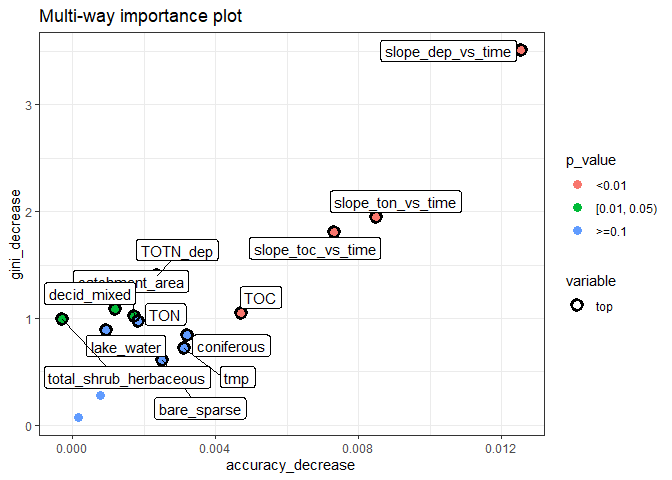 Multi-way importance plot
slope_dep_vs_time
slope_ton_vs_time
slope_toc_vs_time
TOTN_dep
catchment_area
decid_mixed
TOC
TON
lake_water
coniferous
total_shrub_herbaceous
tmp
bare_sparse
gini_decrease
3
2
1
0
0.000
0.004
0.008
0.012
accuracy_decrease
p_value
<0.01
[0.01, 0.05)
>=0.1
variable
top